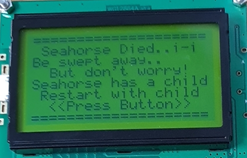 ====================
Seahorse Died..i-i
Be swept away..
But don't worry!
Seahorse has a child
Restart with child
<<Press Button>>
====================